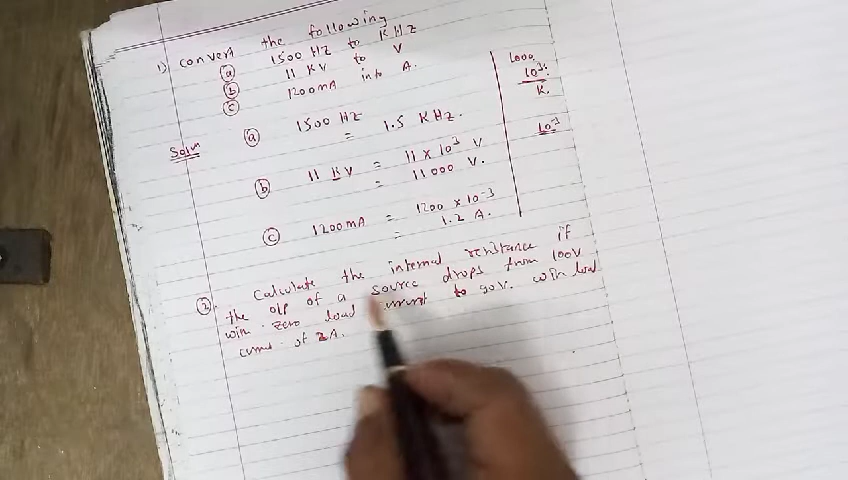 1) convert the following
(a) 1500 HZ to KHZ
(b) 11 KV to V
(c) 1200mA into A.
Soln
(a) 1500 HZ
= 1.5 KHZ.
(b) 11 KV = 11 × 10³ V
= 11000 V.
(c) 1200mA = 1200 × 10⁻³
= 1.2 A.
1000
10³
K.
10⁻³
(2). Calculate the internal resistance if
the o/p of a source drops from 100V
with zero load current to 90V. with load
of 2A.